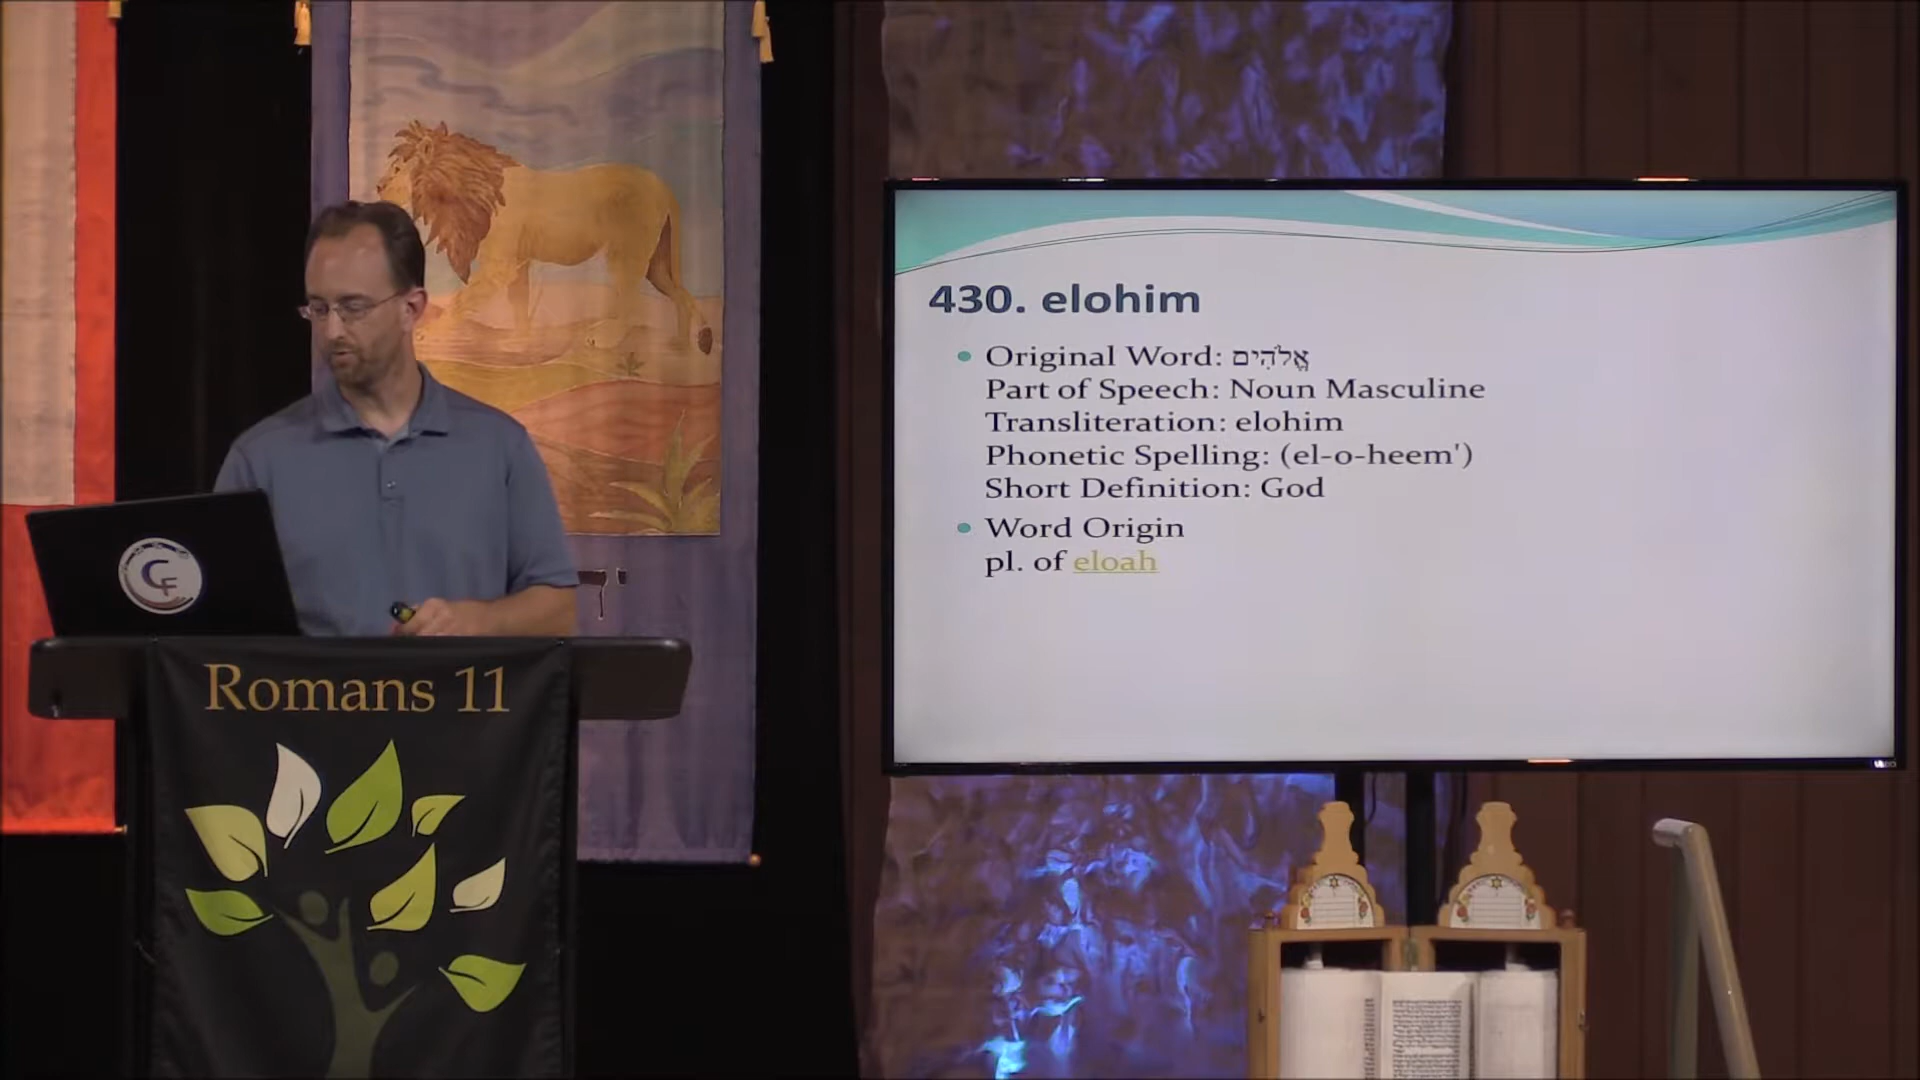 430. elohim
Original Word: אֱלֹהִים
Part of Speech: Noun Masculine
Transliteration: elohim
Phonetic Spelling: (el-o-heem')
Short Definition: God
Word Origin
pl. of eloah
Romans 11
CF